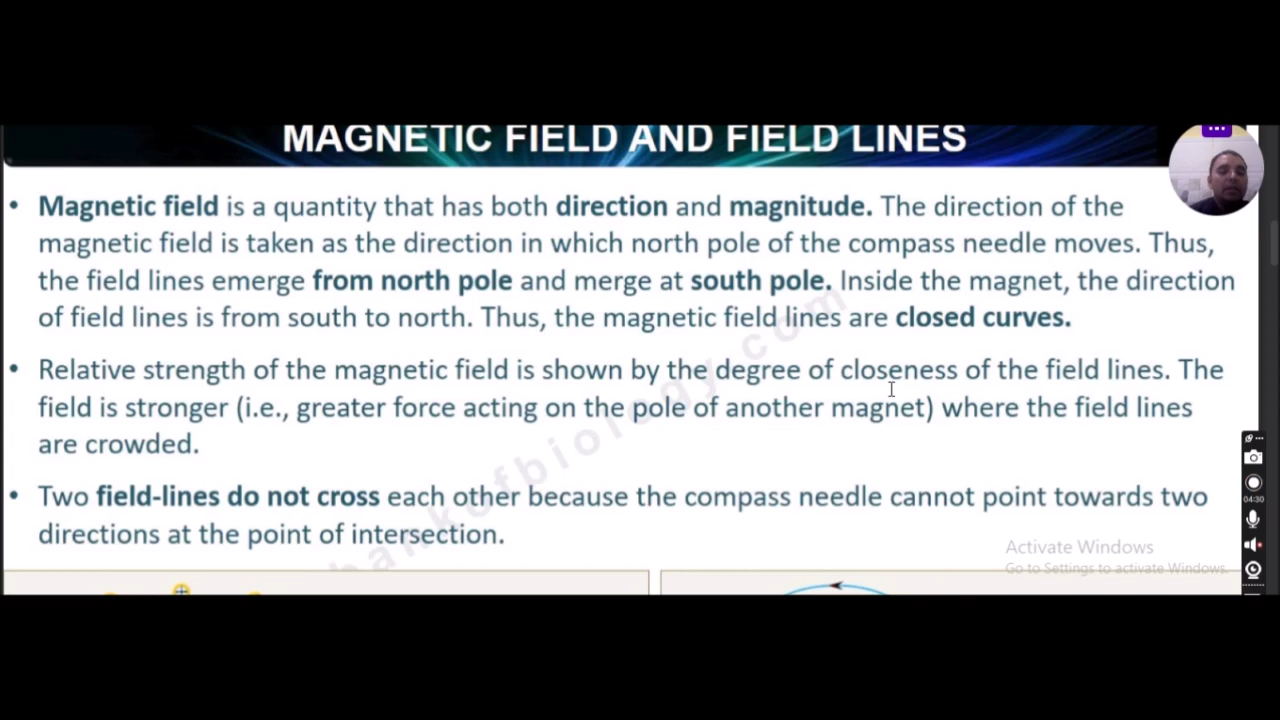 MAGNETIC FIELD AND FIELD LINES
• Magnetic field is a quantity that has both direction and magnitude. The direction of the
magnetic field is taken as the direction in which north pole of the compass needle moves. Thus,
the field lines emerge from north pole and merge at south pole. Inside the magnet, the direction
of field lines is from south to north. Thus, the magnetic field lines are closed curves.
• Relative strength of the magnetic field is shown by the degree of closeness of the field lines. The
field is stronger (i.e., greater force acting on the pole of another magnet) where the field lines
are crowded.
• Two field-lines do not cross each other because the compass needle cannot point towards two
directions at the point of intersection.
bankofbiology.com
Activate Windows
Go to Settings to activate Windows.
04:30